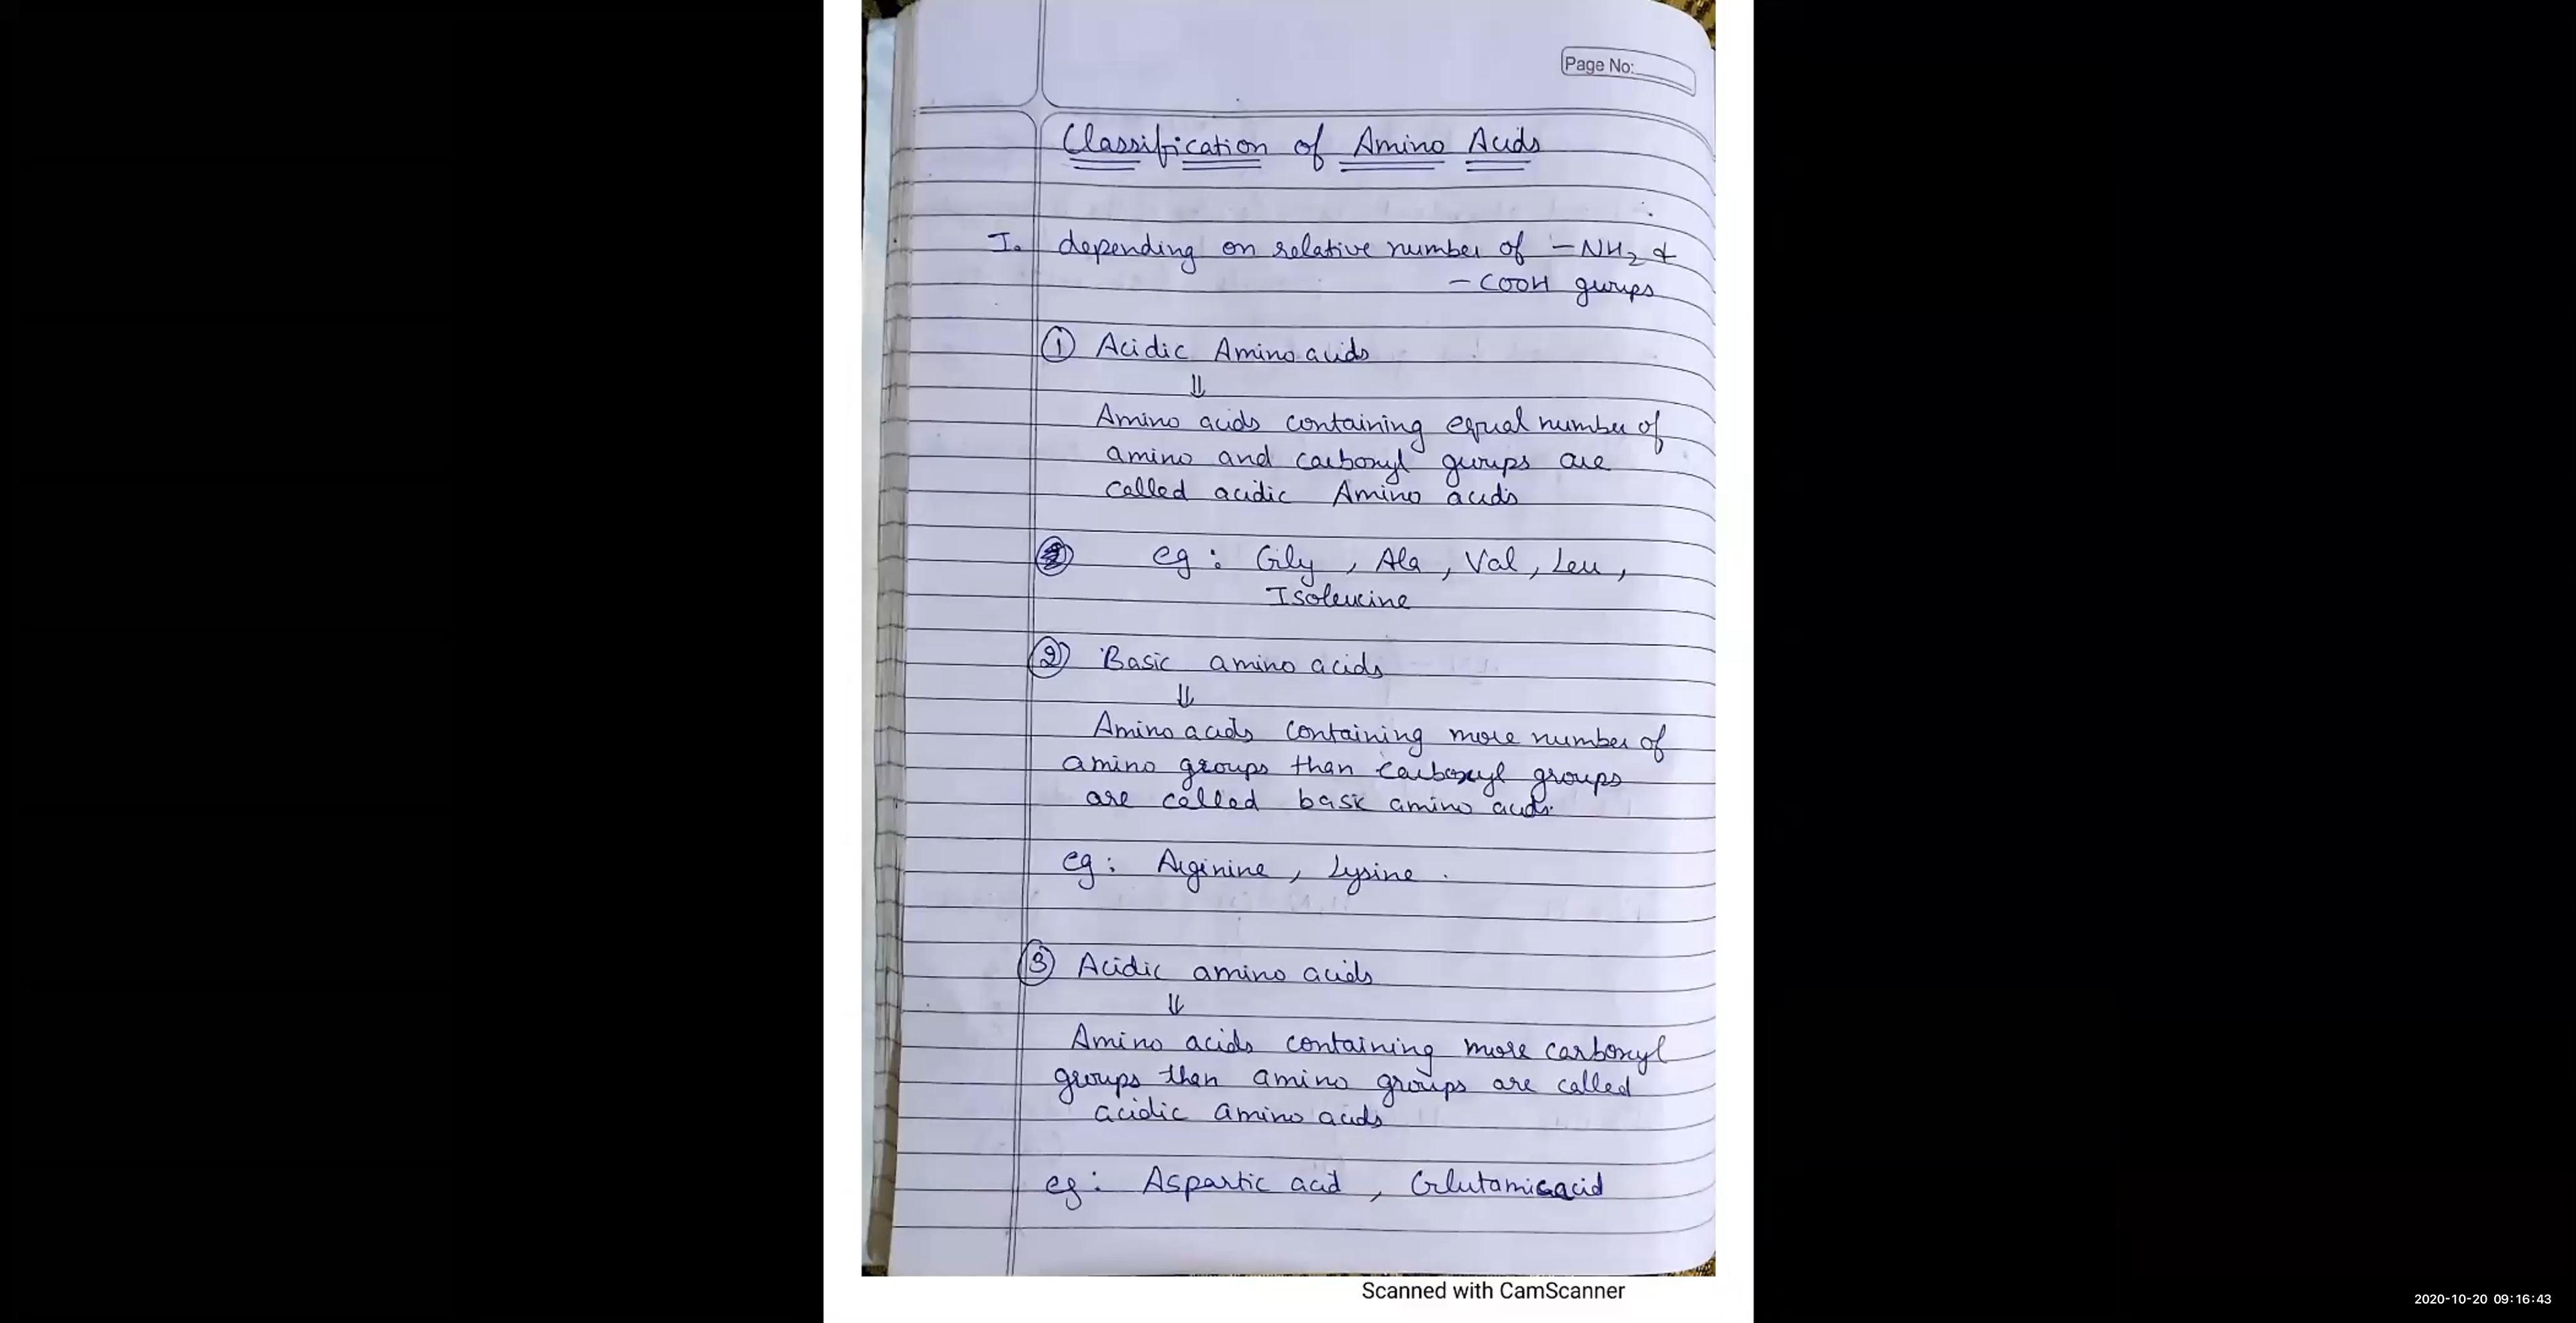 Page No:
Classification of Amino Acids
I. depending on relative number of -NH2 &
-COOH groups
① Acidic Amino acids
⇓
Amino acids containing equal number of
amino and carboxyl groups are
called acidic Amino acids
eg : Gily, Ala, Val, Leu,
Isoleucine
② Basic amino acids
⇓
Amino acids containing more number of
amino groups than carboxyl groups
are called basic amino acids.
eg : Arginine, Lysine.
③ Acidic amino acids
⇓
Amino acids containing more carboxyl
groups then amino groups are called
acidic amino acids
eg : Aspartic acid, Glutamic acid
Scanned with CamScanner
2020-10-20 09:16:43